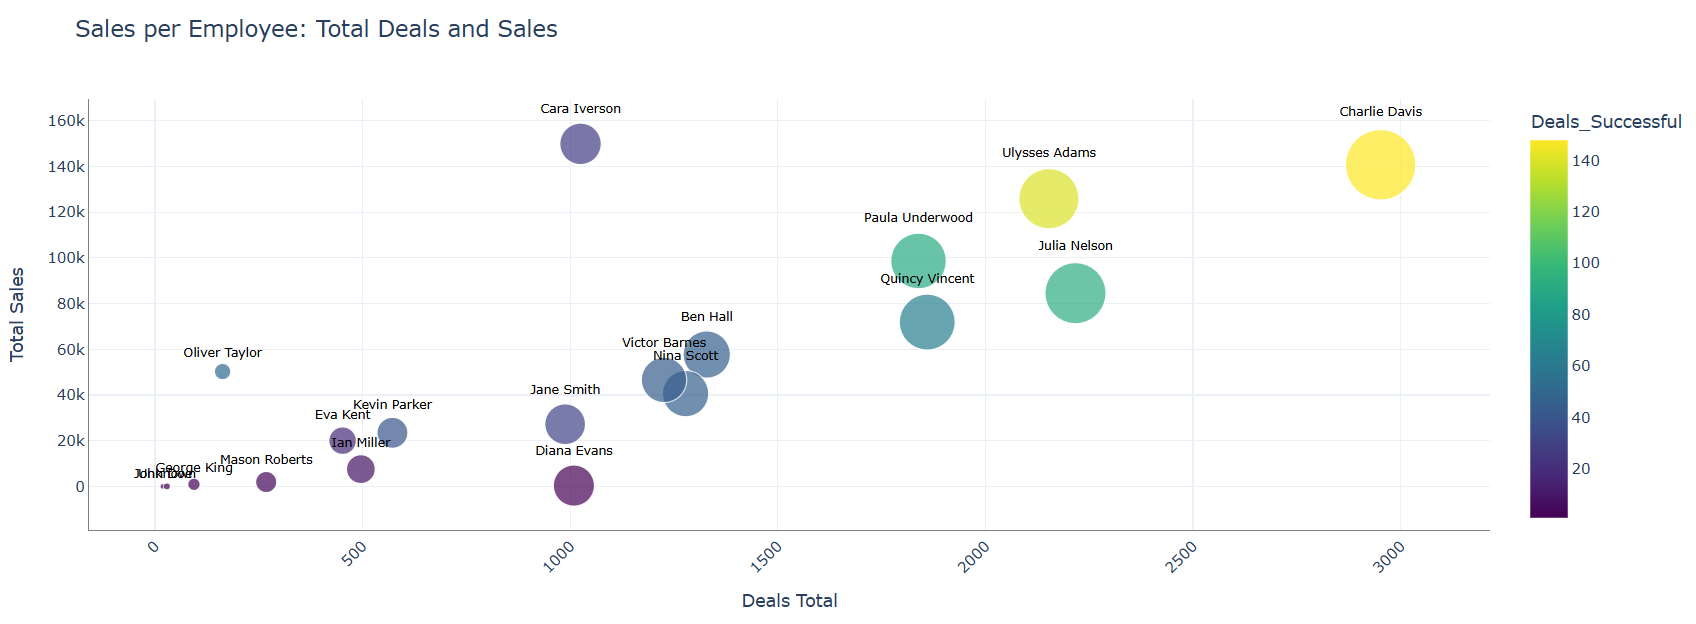 Sales per Employee: Total Deals and Sales
Cara Iverson
Charlie Davis
Deals_Successful
160k
140
Ulysses Adams
140k
120
120k
Paula Underwood
Julia Nelson
100
100k
Quincy Vincent
80k
80
Ben Hall
Total Sales
Victor Barnes
Nina Scott
60k
Oliver Taylor
60
Jane Smith
40k
Kevin Parker
40
Eva Kent
Ian Miller
20k
Diana Evans
Mason Roberts
George King
20
0
0
500
1000
1500
2000
2500
3000
Deals Total